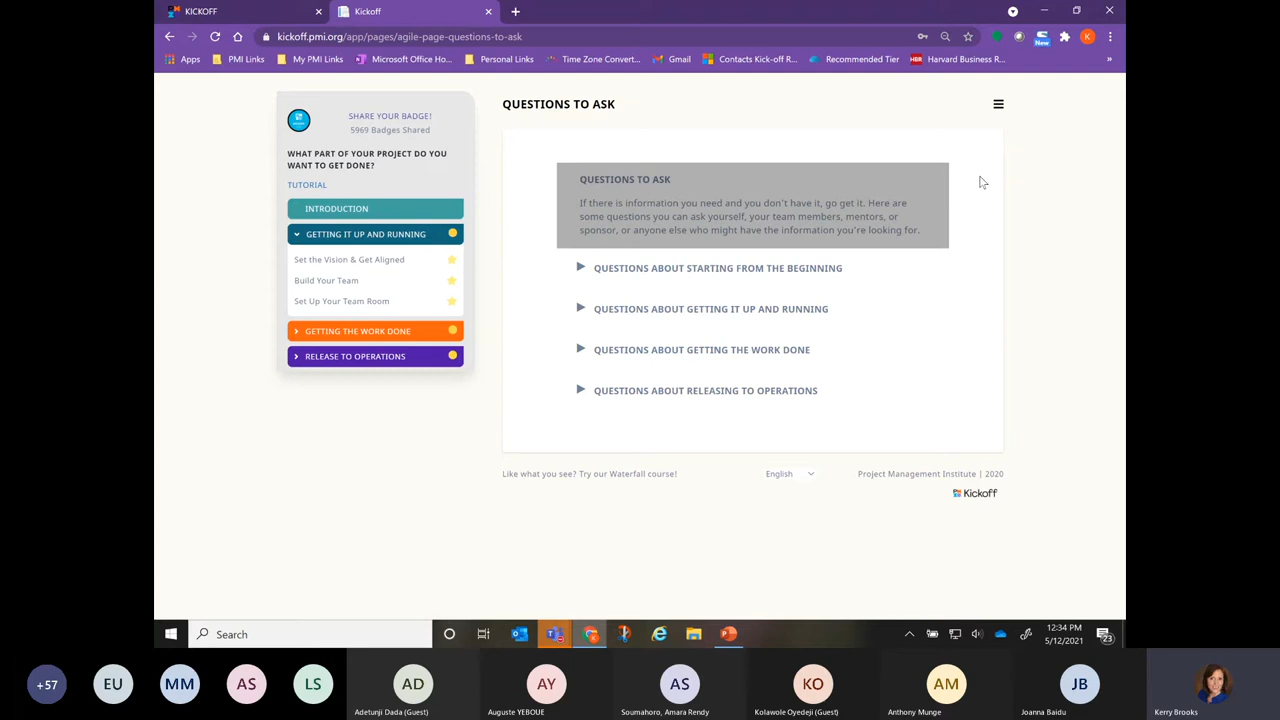 KICKOFF
Kickoff
kickoff.pmi.org/app/pages/agile-page-questions-to-ask
New
K
Apps
PMI Links
My PMI Links
Microsoft Office Ho...
Personal Links
Time Zone Convert...
Gmail
Contacts Kick-off R...
Recommended Tier
HBR
Harvard Business R...
»
SHARE YOUR BADGE!
5969 Badges Shared
WHAT PART OF YOUR PROJECT DO YOU
WANT TO GET DONE?
TUTORIAL
INTRODUCTION
GETTING IT UP AND RUNNING
Set the Vision & Get Aligned
Build Your Team
Set Up Your Team Room
GETTING THE WORK DONE
RELEASE TO OPERATIONS
QUESTIONS TO ASK
QUESTIONS TO ASK
If there is information you need and you don't have it, go get it. Here are
some questions you can ask yourself, your team members, mentors, or
sponsor, or anyone else who might have the information you're looking for.
QUESTIONS ABOUT STARTING FROM THE BEGINNING
QUESTIONS ABOUT GETTING IT UP AND RUNNING
QUESTIONS ABOUT GETTING THE WORK DONE
QUESTIONS ABOUT RELEASING TO OPERATIONS
Like what you see? Try our Waterfall course!
English
Project Management Institute | 2020
Kickoff
Search
12:34 PM
5/12/2021
23
+57
EU
MM
AS
LS
AD
Adetunji Dada (Guest)
AY
Auguste YEBOUE
AS
Soumahoro, Amara Rendy
KO
Kolawole Oyedeji (Guest)
AM
Anthony Munge
JB
Joanna Baidu
Kerry Brooks